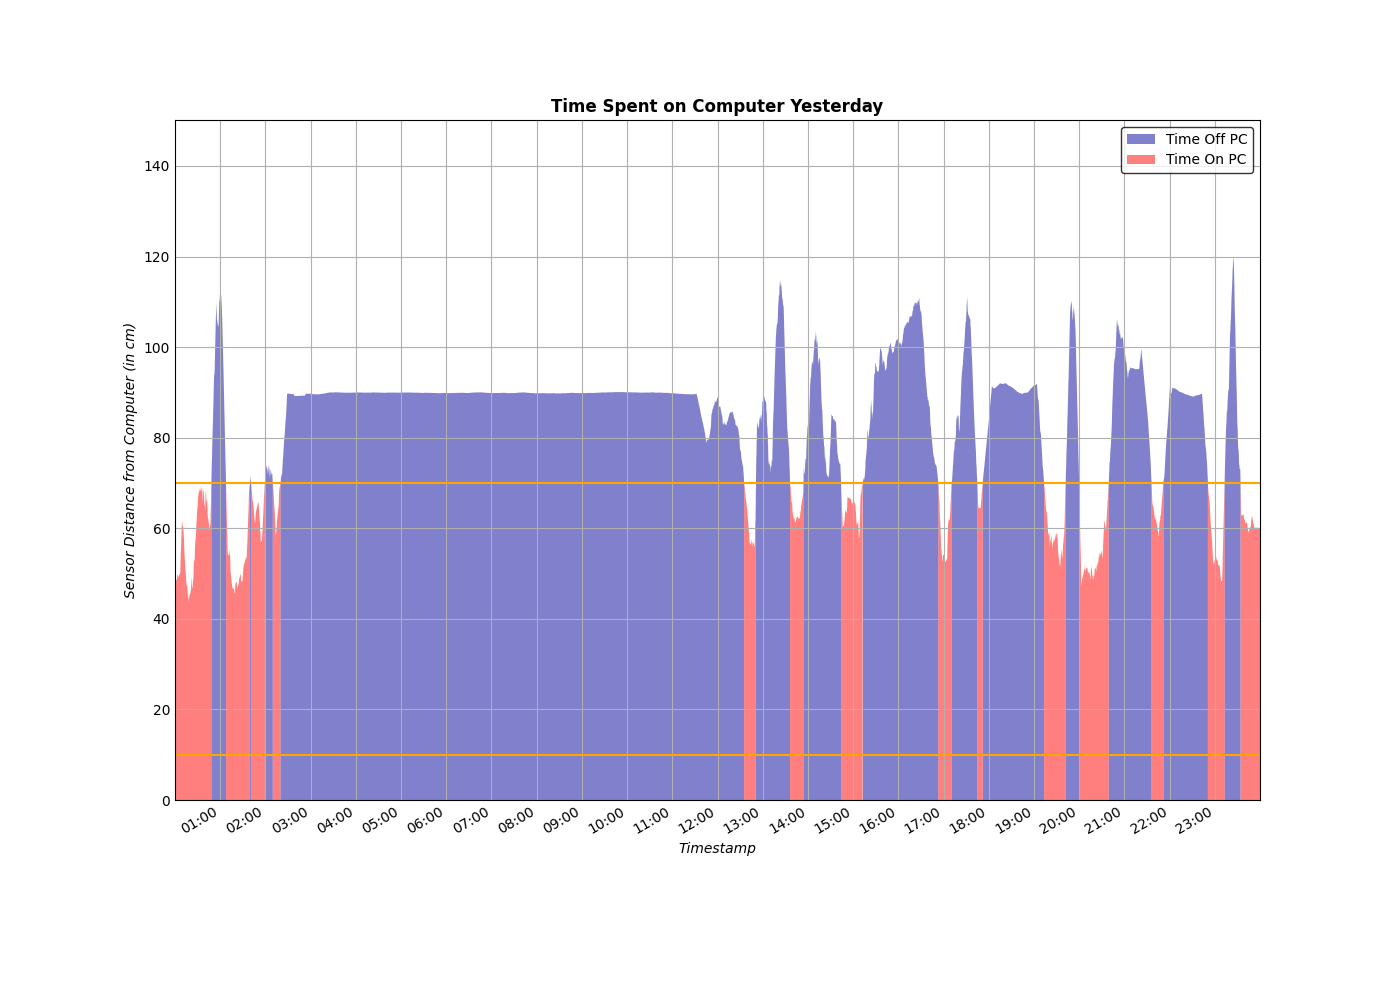 Time Spent on Computer Yesterday
Time Off PC
Time On PC
140
120
100
80
60
40
20
0
Sensor Distance from Computer (in cm)
01:00 02:00 03:00 04:00 05:00 06:00 07:00 08:00 09:00 10:00 11:00 12:00 13:00 14:00 15:00 16:00 17:00 18:00 19:00 20:00 21:00 22:00 23:00
Timestamp